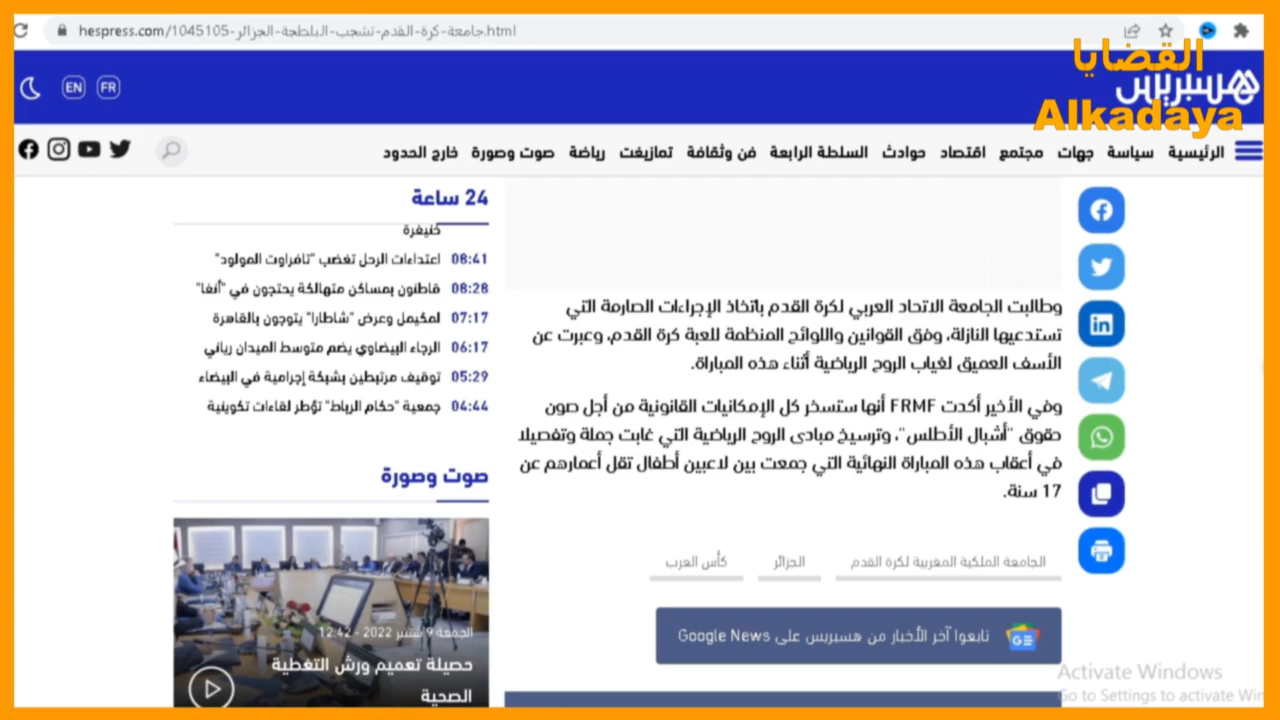 hespress.com/1045105-جامعة-كرة-القدم-تشجب-البلطجة-الجزائر.html
القضايا
Alkadaya
هسبريس
EN FR
الرئيسية سياسة جهات مجتمع اقتصاد حوادث السلطة الرابعة فن وثقافة تمازيغت رياضة صوت وصورة خارج الحدود
وطالبت الجامعة الاتحاد العربي لكرة القدم باتخاذ الإجراءات الصارمة التي
تستدعيها النازلة، وفق القوانين واللوائح المنظمة للعبة كرة القدم، وعبرت عن
الأسف العميق لغياب الروح الرياضية أثناء هذه المباراة.
وفي الأخير أكدت FRMF أنها ستسخر كل الإمكانيات القانونية من أجل صون
حقوق "أشبال الأطلس"، وترسيخ مبادئ الروح الرياضية التي غابت جملة وتفصيلا
في أعقاب هذه المباراة النهائية التي جمعت بين لاعبين أطفال تقل أعمارهم عن
17 سنة.
الجامعة الملكية المغربية لكرة القدم
الجزائر
كأس العرب
تابعوا آخر الأخبار من هسبريس على Google News
24 ساعة
خنيفرة
08:41 اعتداءات الرحل تغضب "تافراوت المولود"
08:28 قاطنون بمساكن متهالكة يحتجون في "أنفا"
07:17 لمكيمل وعرض "شاطارا" يتوجون بالقاهرة
06:17 الرجاء البيضاوي يضم متوسط الميدان رياني
05:29 توقيف مرتبطين بشبكة إجرامية في البيضاء
04:44 جمعية "حكام الرباط" تؤطر لقاءات تكوينية
صوت وصورة
الجمعة 9 شتنبر 2022 - 12:42
حصيلة تعميم ورش التغطية
الصحية
Activate Windows
Go to Settings to activate Win